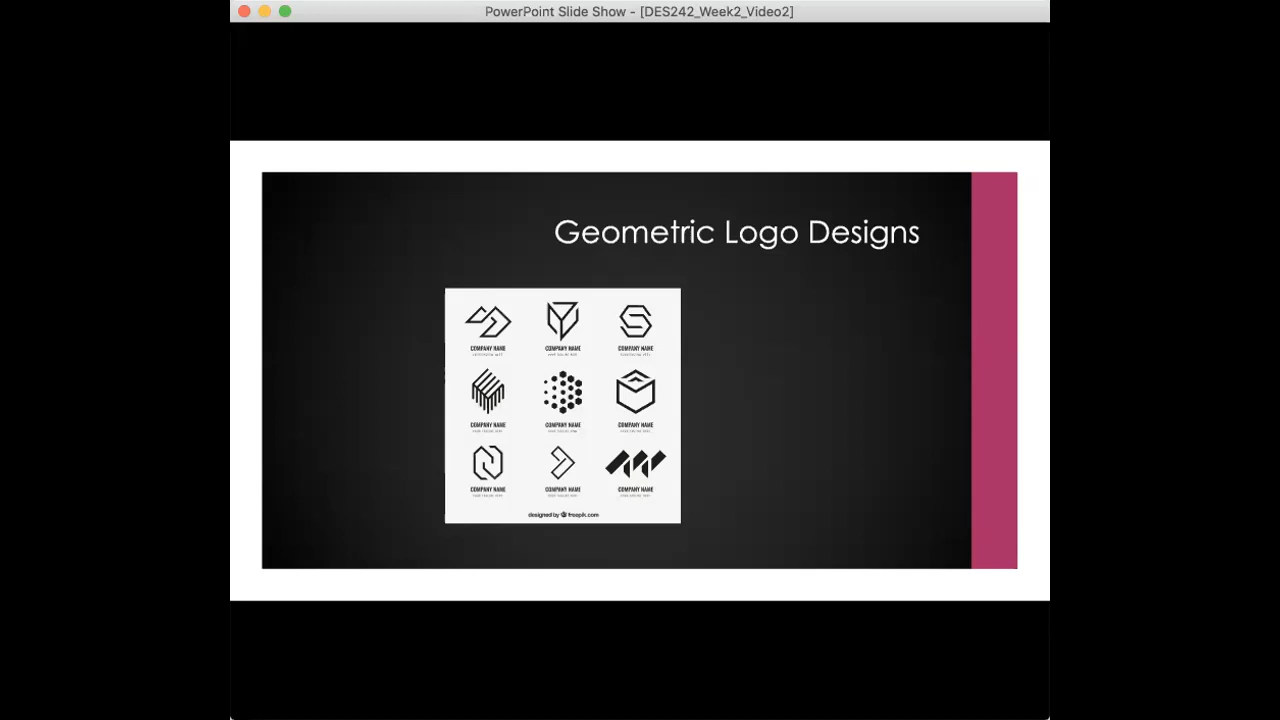 PowerPoint Slide Show - [DES242_Week2_Video2]
Geometric Logo Designs
COMPANY NAME COMPANY NAME COMPANY NAME
COMPANY NAME COMPANY NAME COMPANY NAME
COMPANY NAME COMPANY NAME COMPANY NAME
designed by freepik.com